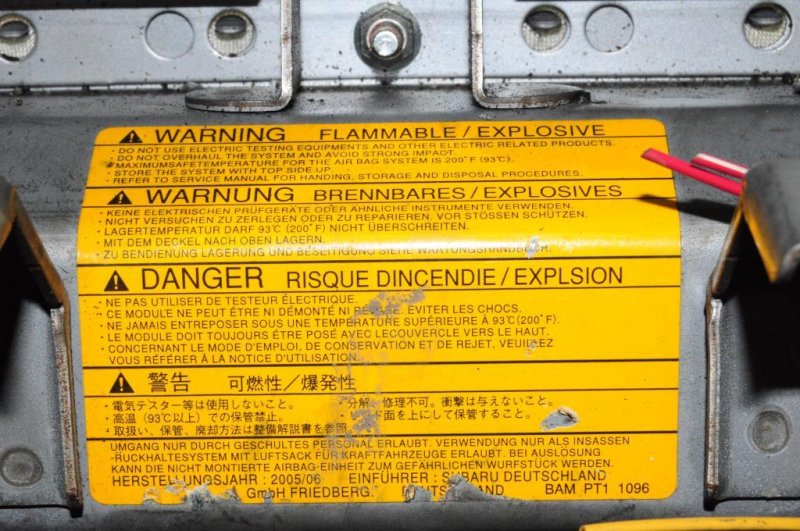 ⚠ WARNING FLAMMABLE / EXPLOSIVE
· DO NOT USE ELECTRIC TESTING EQUIPMENTS AND OTHER ELECTRIC RELATED PRODUCTS.
· DO NOT OVERHAUL THE SYSTEM AND AVOID STRONG IMPACT.
· MAXIMUMSAFETEMPERATURE FOR THE AIR BAG SYSTEM IS 200°F (93℃).
· STORE THE SYSTEM WITH TOP SIDE UP.
· REFER TO SERVICE MANUAL FOR HANDING, STORAGE AND DISPOSAL PROCEDURES.
⚠ WARNUNG BRENNBARES / EXPLOSIVES
· KEINE ELEKTRISCHEN PRÜFGERÄTE ODER ÄHNLICHE INSTRUMENTE VERWENDEN.
· NICHT VERSUCHEN ZU ZERLEGEN ODER ZU REPARIEREN. VOR STÖSSEN SCHÜTZEN.
· LAGERTEMPERATUR DARF 93℃ (200°F) NICHT ÜBERSCHREITEN.
· MIT DEM DECKEL NACH OBEN LAGERN.
· ZU BENDIENUNG LAGERUNG UND BESEITIGUNG SIEHE WARTUNGSHANDBUCH.
⚠ DANGER RISQUE DINCENDIE / EXPLSION
· NE PAS UTILISER DE TESTEUR ÉLECTRIQUE.
· CE MODULE NE PEUT ÊTRE NI DÉMONTÉ NI EVITER LES CHOCS.
· NE JAMAIS ENTREPOSER SOUS UNE TEMPÉRATURE SUPÉRIEURE À 93℃ (200°F).
· LE MODULE DOIT TOUJOURS ÊTRE POSÉ AVEC LECQUVERCLE VERS LE HAUT.
· CONCERNANT LE MODE D'EMPLOI, DE CONSERVATION ET DE REJET, VEUILLEZ
VOUS RÉFÉRER À LA NOTICE D'UTILISATION.
⚠ 警告 可燃性／爆発性
· 電気テスター等は使用しないこと。 · 分解、修理不可。衝撃は与えないこと。
· 高温（93℃以上）での保管禁止。 下面を上にして保管すること。
· 取扱い、保管、廃却方法は整備解説書を参照。
UMGANG NUR DURCH GESCHULTES PERSONAL ERLAUBT. VERWENDUNG NUR ALS INSASSEN
-RÜCKHALTESYSTEM MIT LUFTSACK FÜR KRAFTFAHRZEUGE ERLAUBT. BEI AUSLÖSUNG
KANN DIE NICHT MONTIERTE AIRBAG-EINHEIT ZUM GEFÄHRLICHEN WURFSTÜCK WERDEN.
HERSTELLUNGSJAHR : 2005/06 EINFÜHRER : SUBARU DEUTSCHLAND
GmbH FRIEDBERG. DEUTSCHLAND BAM PT1 1096